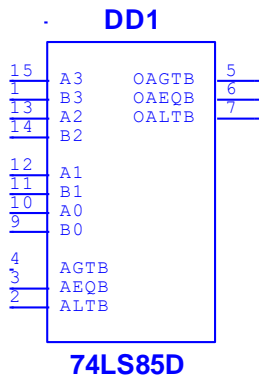 DD1
15 A3 OAGTB 5
1 B3 OAEQB 6
13 A2 OALTB 7
14 B2
12 A1
11 B1
10 A0
9 B0
4 AGTB
3 AEQB
2 ALTB
74LS85D